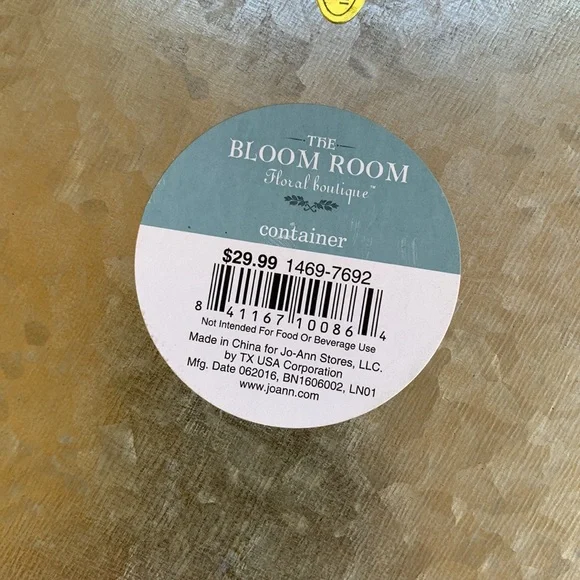 THE
BLOOM ROOM
Floral boutique™
container
$29.99 1469-7692
8 41167 10086 4
Not Intended For Food Or Beverage Use
Made in China for Jo-Ann Stores, LLC.
by TX USA Corporation
Mfg. Date 062016, BN1606002, LN01
www.joann.com